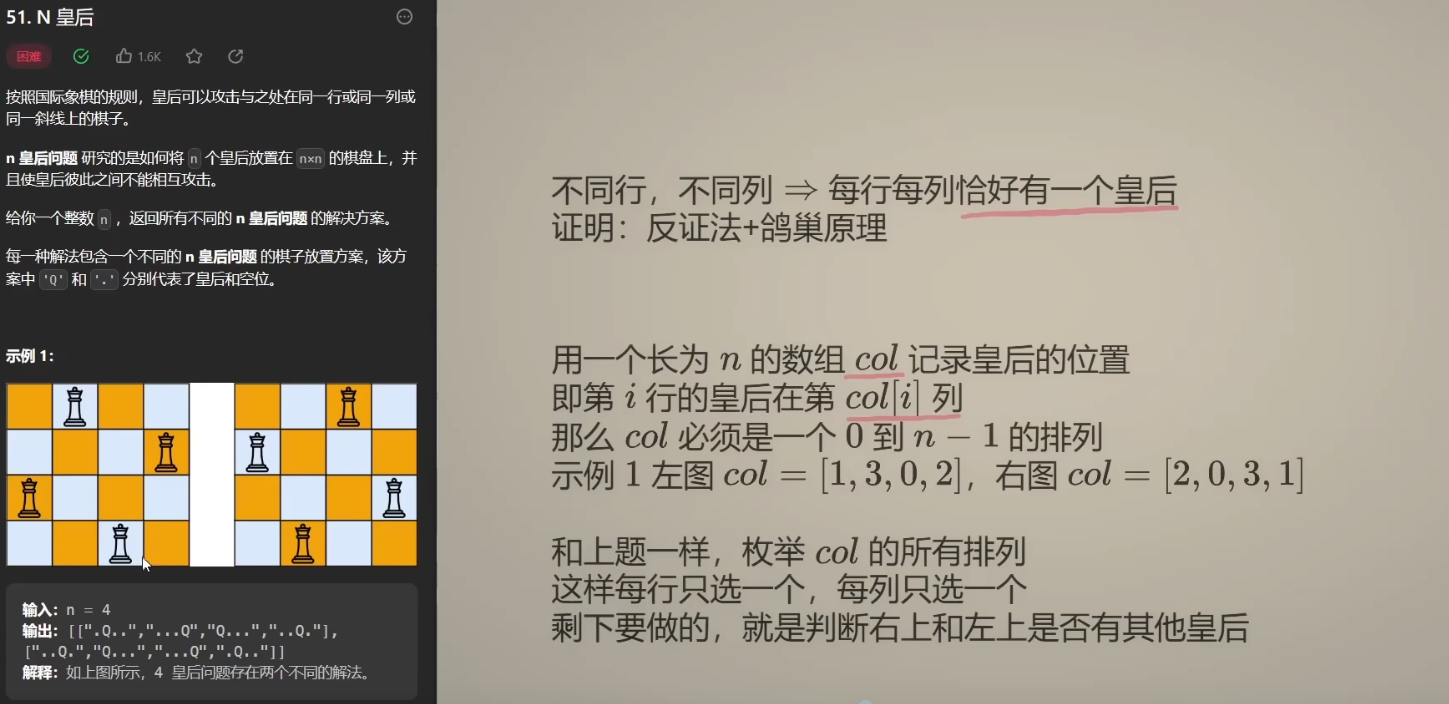 51. N 皇后
困难
1.6K
按照国际象棋的规则，皇后可以攻击与之处在同一行或同一列或
同一斜线上的棋子。
n 皇后问题 研究的是如何将 n 个皇后放置在 n×n 的棋盘上，并
且使皇后彼此之间不能相互攻击。
给你一个整数 n ，返回所有不同的 n 皇后问题 的解决方案。
每一种解法包含一个不同的 n 皇后问题 的棋子放置方案，该方
案中 'Q' 和 '.' 分别代表了皇后和空位。
示例 1：
输入：n = 4
输出：[[".Q..","...Q","Q...","..Q."],
["..Q.","Q...","...Q",".Q.."]]
解释：如上图所示，4 皇后问题存在两个不同的解法。
不同行，不同列 ⇒ 每行每列恰好有一个皇后
证明：反证法+鸽巢原理
用一个长为 n 的数组 col 记录皇后的位置
即第 i 行的皇后在第 col[i] 列
那么 col 必须是一个 0 到 n − 1 的排列
示例 1 左图 col = [1, 3, 0, 2]，右图 col = [2, 0, 3, 1]
和上题一样，枚举 col 的所有排列
这样每行只选一个，每列只选一个
剩下要做的，就是判断右上和左上是否有其他皇后